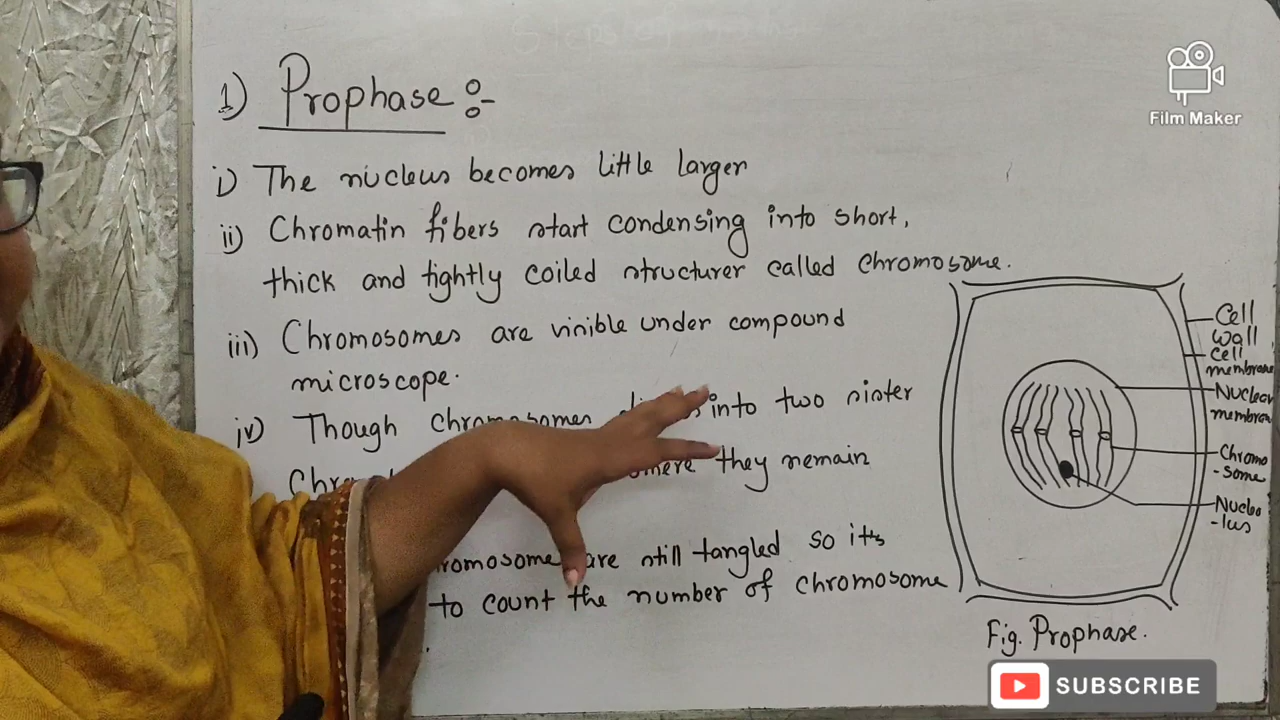 1) Prophase :-
i) The nucleus becomes little larger
ii) Chromatin fibers start condensing into short,
thick and tightly coiled structurer called chromosome.
iii) Chromosomes are visible under compound
microscope.
iv) Though chromosomes into two sister
they remain
are still tangled so its
to count the number of chromosome
Cell
wall
cell
membrane
Nuclear
membran
Chromo
-some
Nucleo
-lus
Fig. Prophase.
Film Maker
SUBSCRIBE